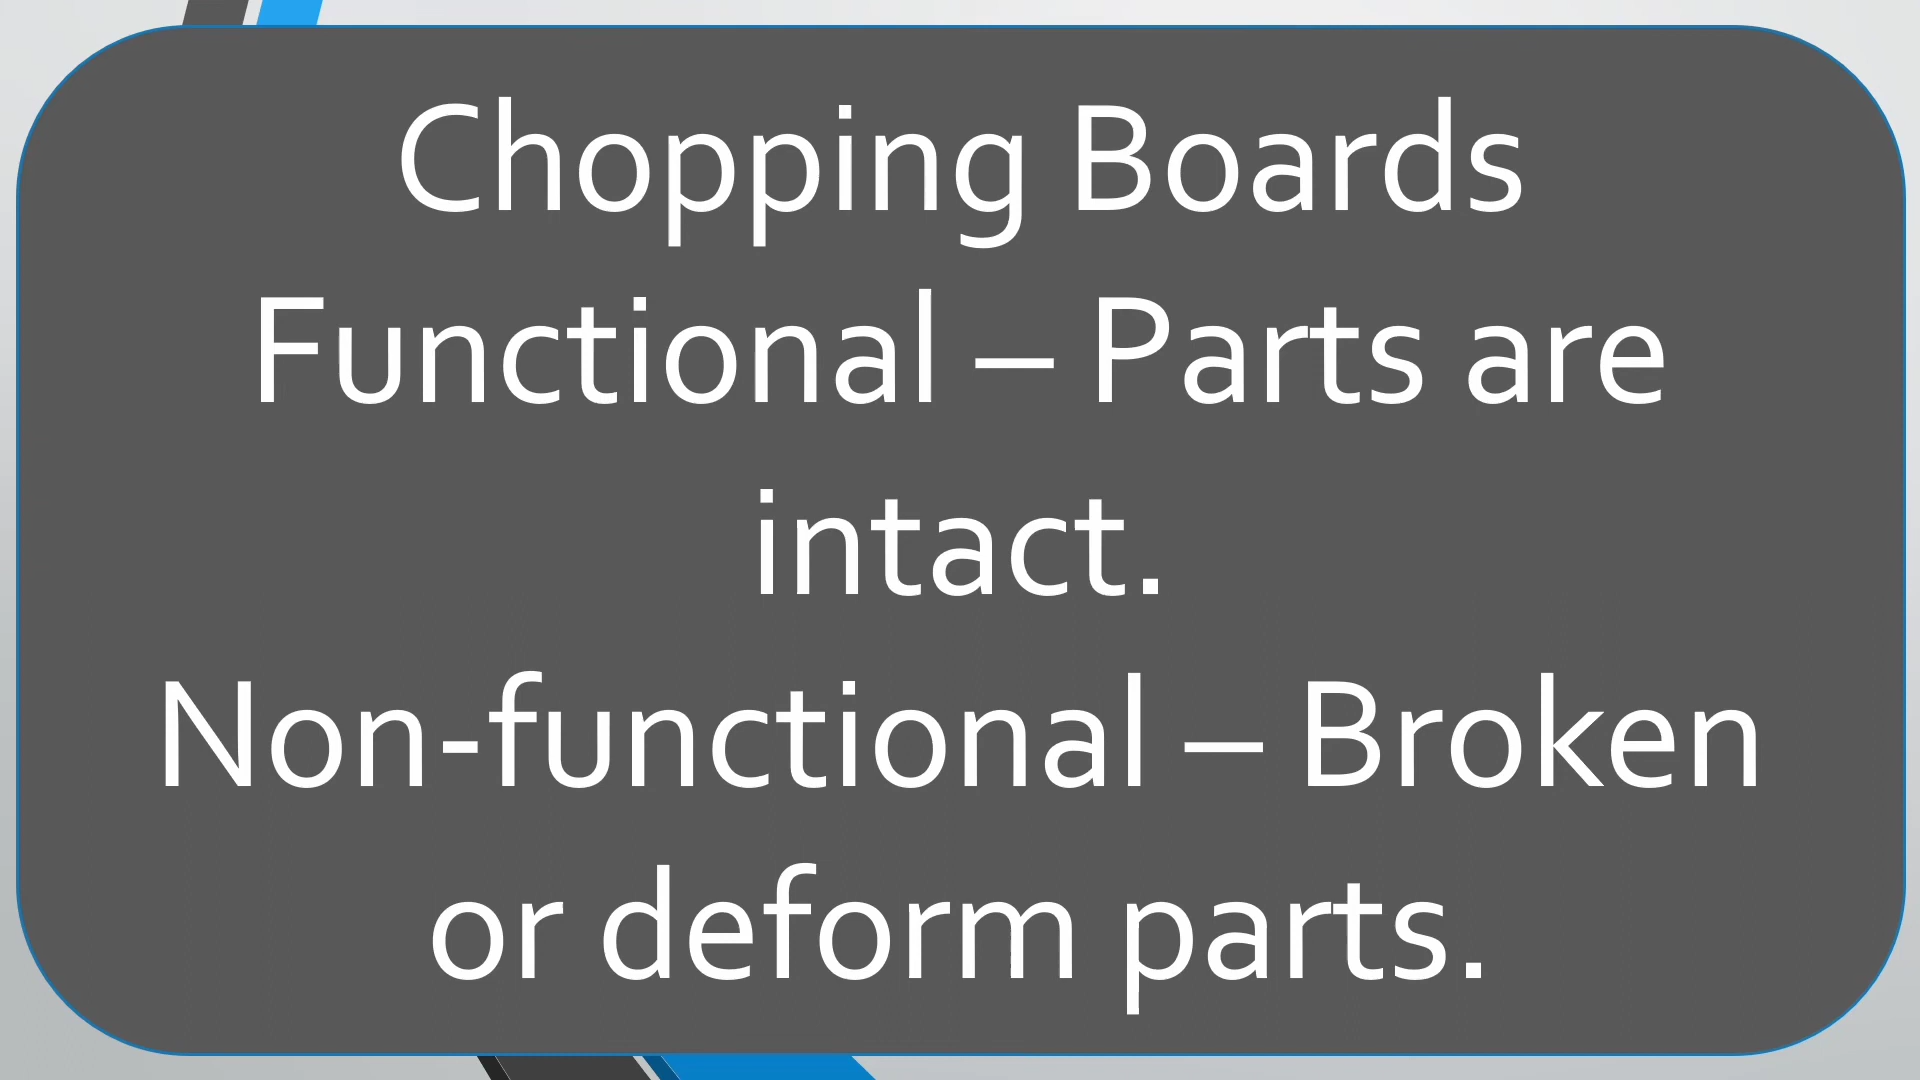 Chopping Boards
Functional – Parts are
intact.
Non-functional – Broken
or deform parts.